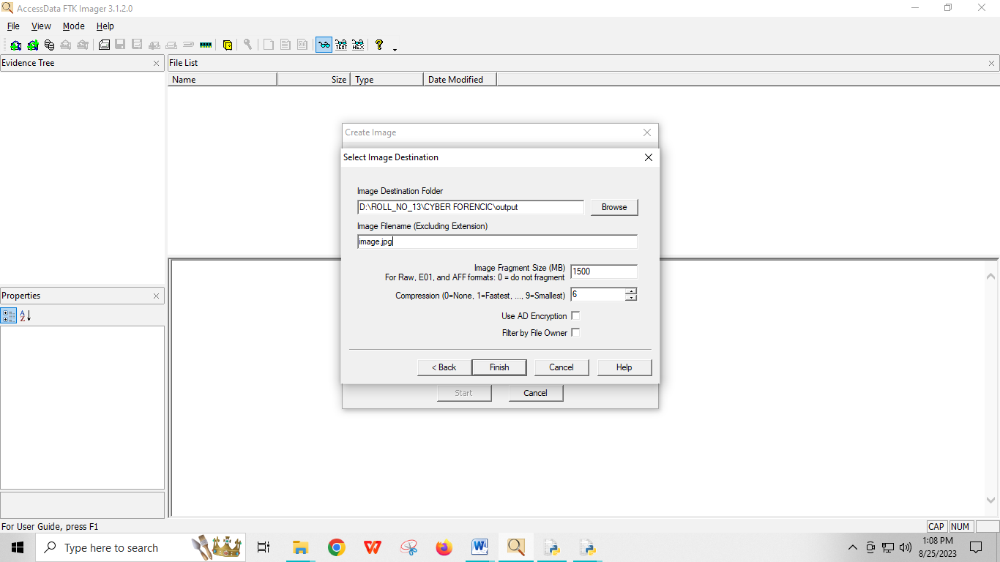 AccessData FTK Imager 3.1.2.0
File View Mode Help
TEXT HEX ?
Evidence Tree
File List
Name Size Type Date Modified
Create Image
Select Image Destination
Image Destination Folder
D:\ROLL_NO_13\CYBER FORENCIC\output
Browse
Image Filename (Excluding Extension)
image.jpg
Image Fragment Size (MB)
For Raw, E01, and AFF formats: 0 = do not fragment
1500
Compression (0=None, 1=Fastest, ..., 9=Smallest)
6
Use AD Encryption
Filter by File Owner
< Back Finish Cancel Help
Start Cancel
Properties
A Z
For User Guide, press F1
CAP NUM
Type here to search
W
W
1:08 PM
8/25/2023